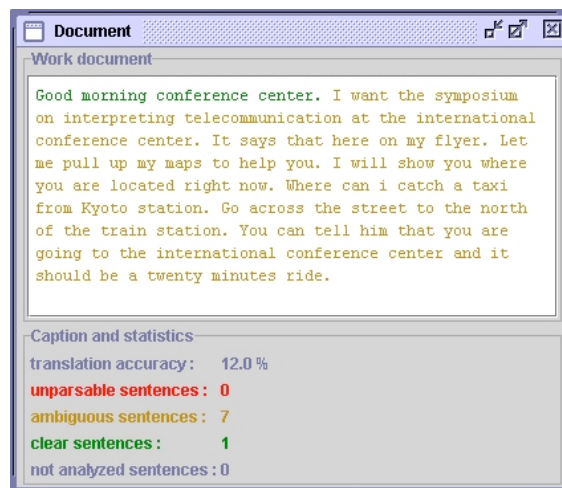 Document
Work document
Good morning conference center. I want the symposium
on interpreting telecommunication at the international
conference center. It says that here on my flyer. Let
me pull up my maps to help you. I will show you where
you are located right now. Where can i catch a taxi
from Kyoto station. Go across the street to the north
of the train station. You can tell him that you are
going to the international conference center and it
should be a twenty minutes ride.
Caption and statistics
translation accuracy : 12.0 %
unparsable sentences : 0
ambiguous sentences : 7
clear sentences : 1
not analyzed sentences : 0